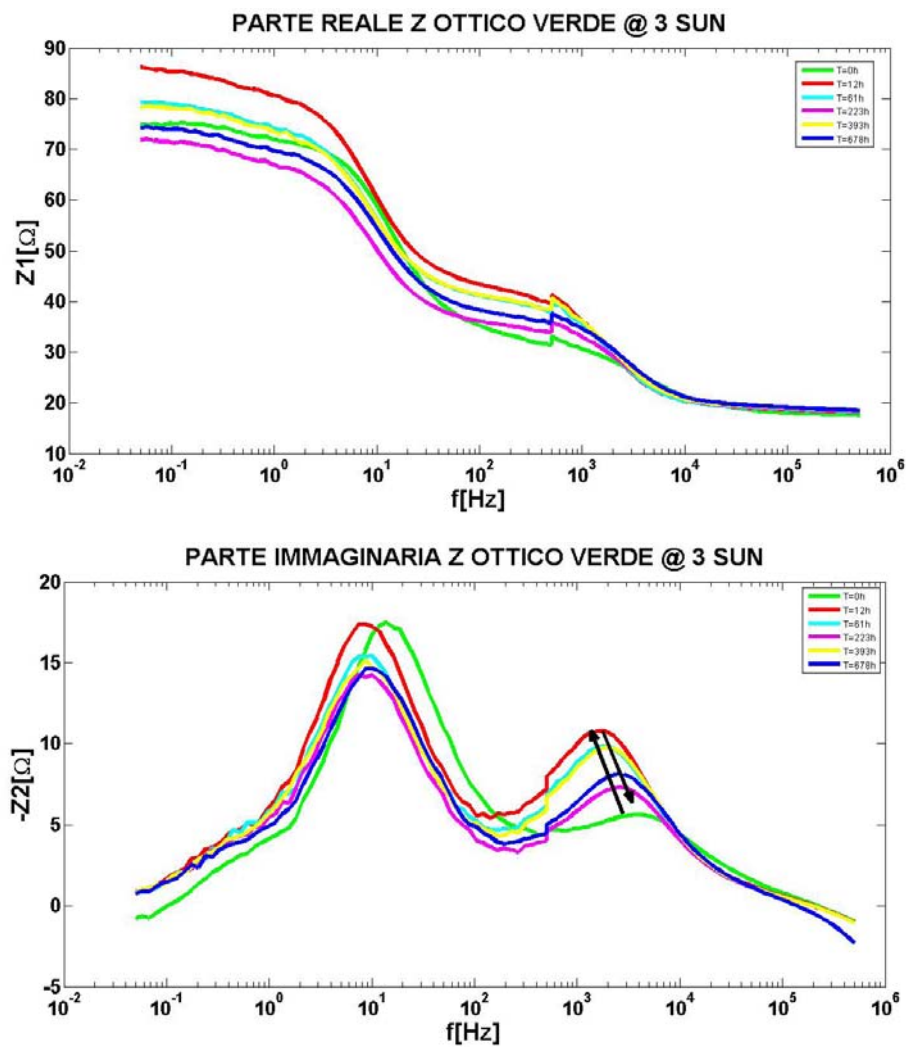 PARTE REALE Z OTTICO VERDE @ 3 SUN
90
80
70
60
50
40
30
20
10
Z1[Ω]
T=0h
T=12h
T=61h
T=223h
T=393h
T=678h
10-2 10-1 100 101 102 103 104 105 106
f[Hz]
PARTE IMMAGINARIA Z OTTICO VERDE @ 3 SUN
20
15
10
5
0
-5
-Z2[Ω]
T=0h
T=12h
T=61h
T=223h
T=393h
T=678h
10-2 10-1 100 101 102 103 104 105 106
f[Hz]